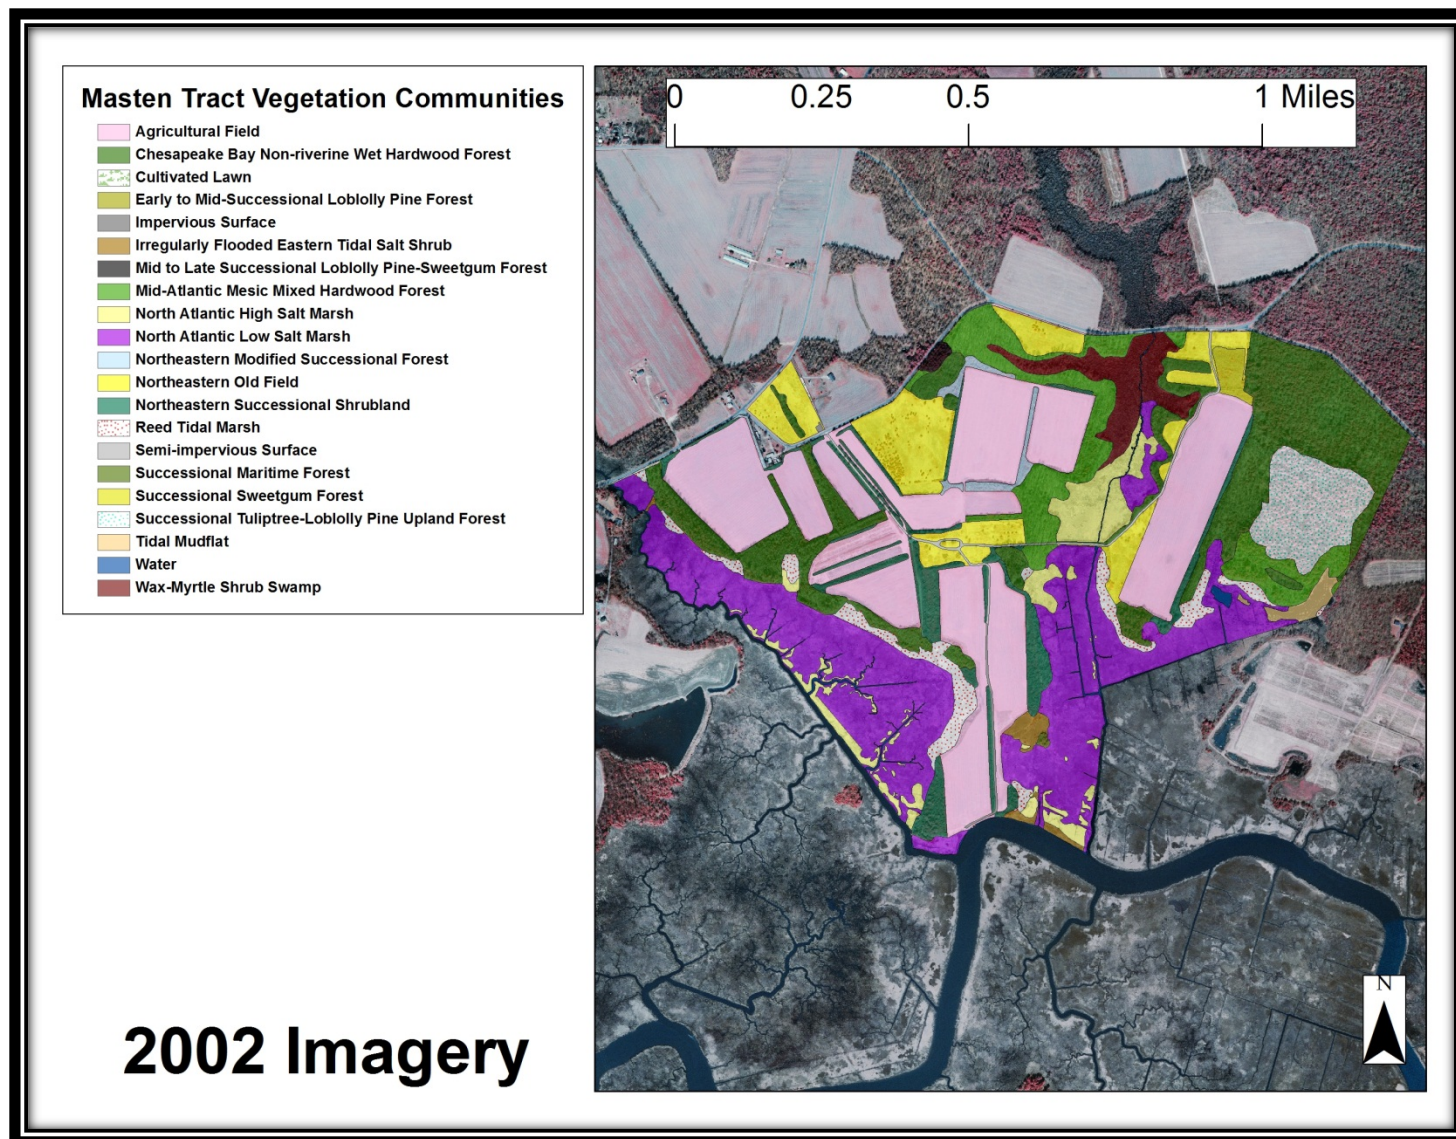 Masten Tract Vegetation Communities
Agricultural Field
Chesapeake Bay Non-riverine Wet Hardwood Forest
Cultivated Lawn
Early to Mid-Successional Loblolly Pine Forest
Impervious Surface
Irregularly Flooded Eastern Tidal Salt Shrub
Mid to Late Successional Loblolly Pine-Sweetgum Forest
Mid-Atlantic Mesic Mixed Hardwood Forest
North Atlantic High Salt Marsh
North Atlantic Low Salt Marsh
Northeastern Modified Successional Forest
Northeastern Old Field
Northeastern Successional Shrubland
Reed Tidal Marsh
Semi-impervious Surface
Successional Maritime Forest
Successional Sweetgum Forest
Successional Tuliptree-Loblolly Pine Upland Forest
Tidal Mudflat
Water
Wax-Myrtle Shrub Swamp
2002 Imagery
0 0.25 0.5 1 Miles
N